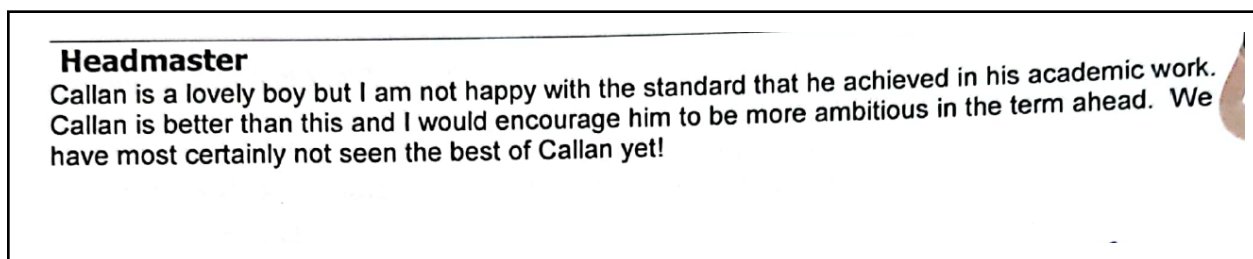 Headmaster
Callan is a lovely boy but I am not happy with the standard that he achieved in his academic work.
Callan is better than this and I would encourage him to be more ambitious in the term ahead.  We
have most certainly not seen the best of Callan yet!